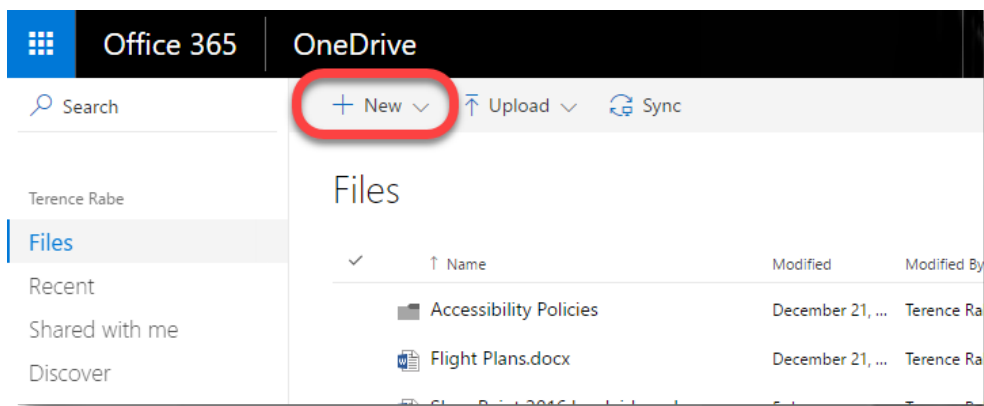 Office 365 OneDrive
Search + New Upload Sync
Terence Rabe
Files
Files
Recent
Shared with me
Discover
↑ Name Modified Modified By
Accessibility Policies December 21, ... Terence Ra
Flight Plans.docx December 21, ... Terence Ra